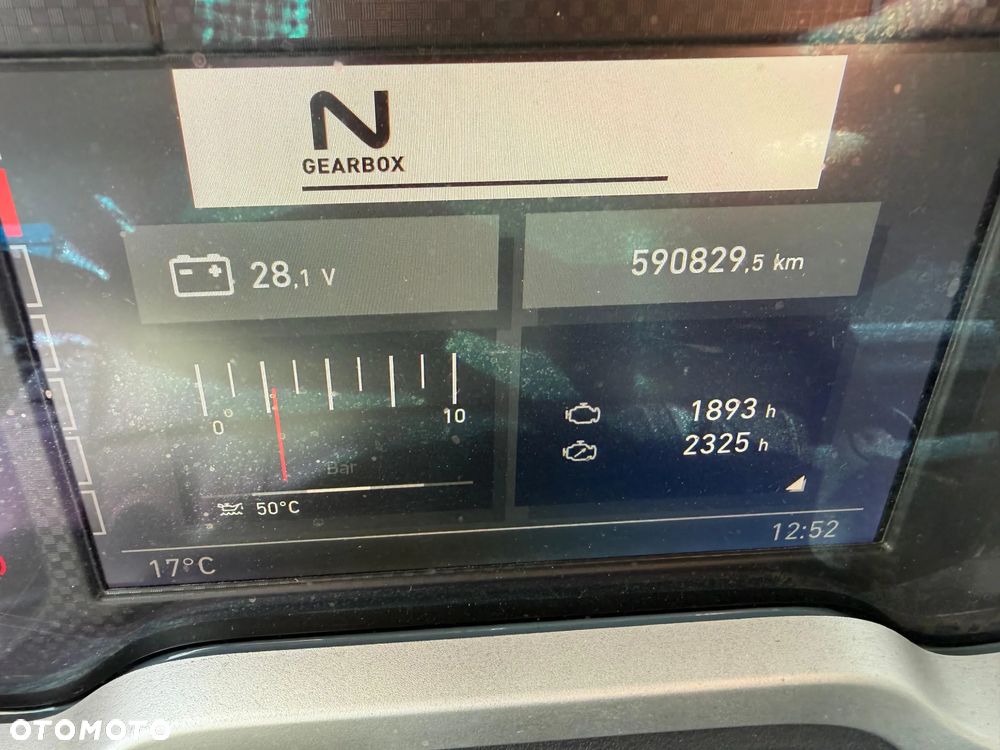 N
GEARBOX
28,1 V
590829,5 km
0
10
Bar
50°C
1893 h
2325 h
12:52
17°C
OTOMOTO